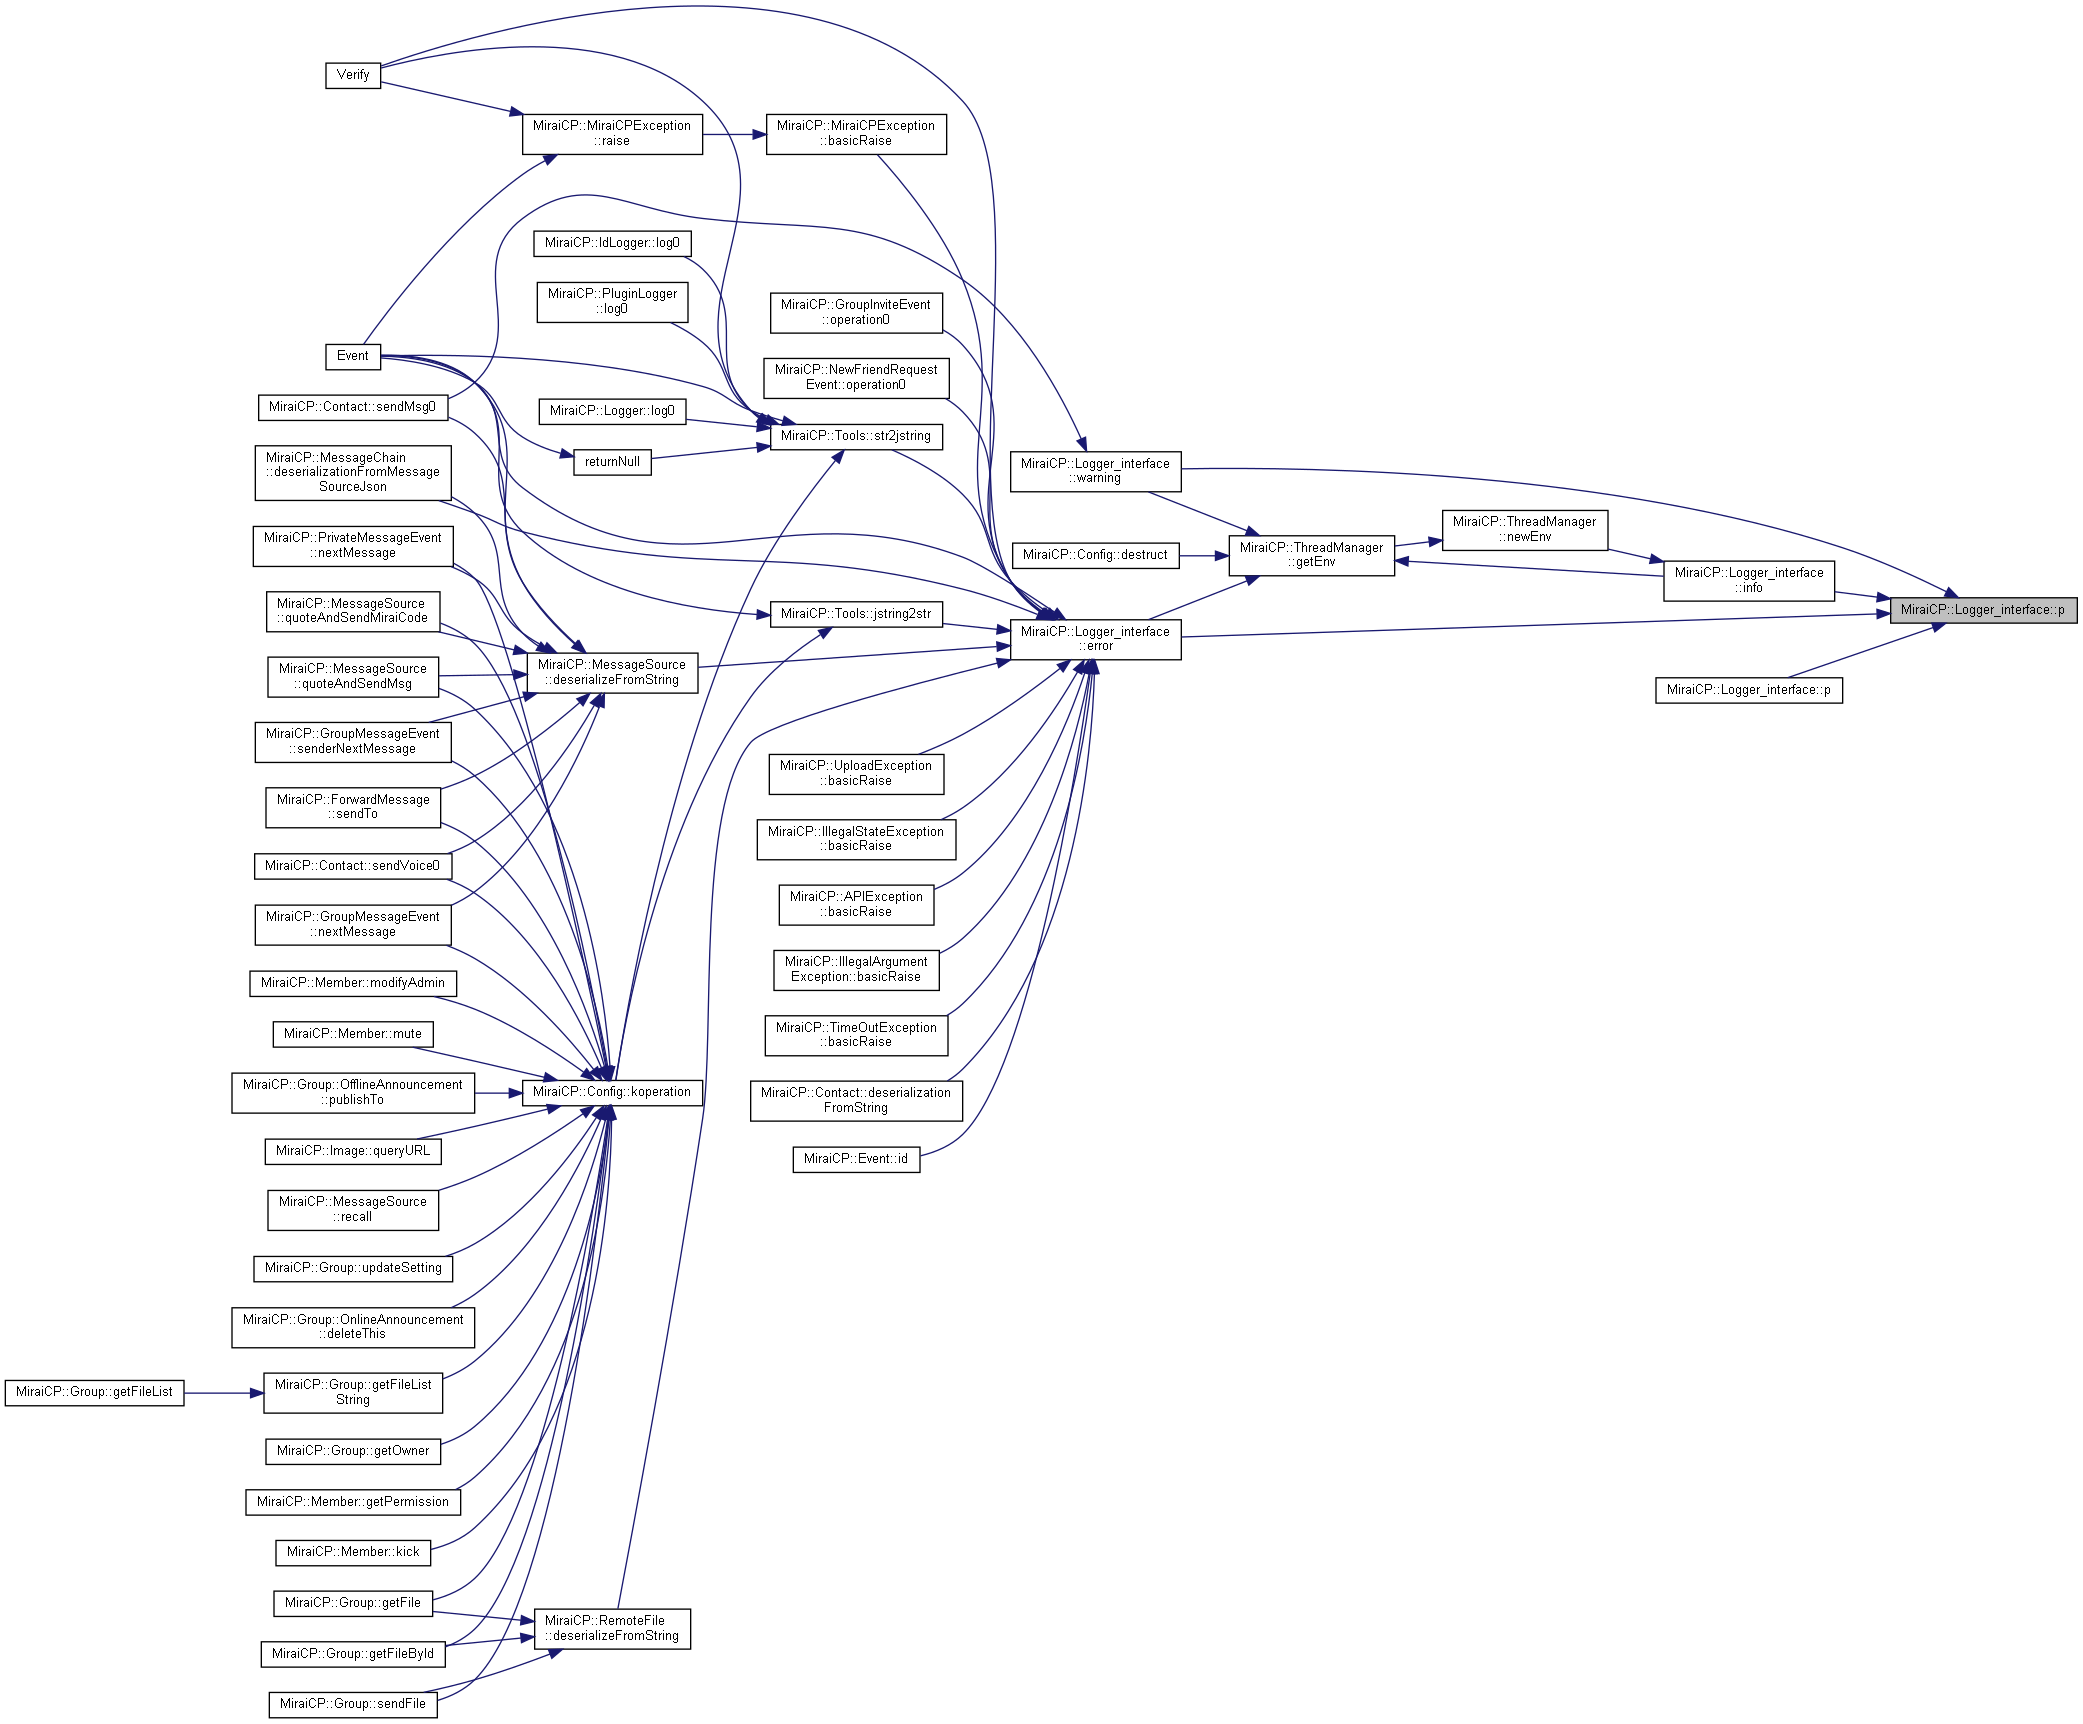 Verify
MiraiCP::MiraiCPException
::raise
MiraiCP::MiraiCPException
::basicRaise
MiraiCP::IdLogger::log0
MiraiCP::PluginLogger
::log0
MiraiCP::GroupInviteEvent
::operation0
Event
MiraiCP::NewFriendRequest
Event::operation0
MiraiCP::Contact::sendMsg0
MiraiCP::Logger::log0
MiraiCP::Tools::str2jstring
returnNull
MiraiCP::MessageChain
::deserializationFromMessage
SourceJson
MiraiCP::Logger_interface
::warning
MiraiCP::PrivateMessageEvent
::nextMessage
MiraiCP::Config::destruct
MiraiCP::ThreadManager
::getEnv
MiraiCP::ThreadManager
::newEnv
MiraiCP::Logger_interface
::info
MiraiCP::Logger_interface::p
MiraiCP::MessageSource
::quoteAndSendMiraiCode
MiraiCP::Tools::jstring2str
MiraiCP::Logger_interface
::error
MiraiCP::MessageSource
::quoteAndSendMsg
MiraiCP::MessageSource
::deserializeFromString
MiraiCP::Logger_interface::p
MiraiCP::GroupMessageEvent
::senderNextMessage
MiraiCP::UploadException
::basicRaise
MiraiCP::ForwardMessage
::sendTo
MiraiCP::IllegalStateException
::basicRaise
MiraiCP::Contact::sendVoice0
MiraiCP::APIException
::basicRaise
MiraiCP::GroupMessageEvent
::nextMessage
MiraiCP::IllegalArgument
Exception::basicRaise
MiraiCP::Member::modifyAdmin
MiraiCP::Member::mute
MiraiCP::TimeOutException
::basicRaise
MiraiCP::Group::OfflineAnnouncement
::publishTo
MiraiCP::Config::koperation
MiraiCP::Contact::deserialization
FromString
MiraiCP::Image::queryURL
MiraiCP::Event::id
MiraiCP::MessageSource
::recall
MiraiCP::Group::updateSetting
MiraiCP::Group::OnlineAnnouncement
::deleteThis
MiraiCP::Group::getFileList
MiraiCP::Group::getFileList
String
MiraiCP::Group::getOwner
MiraiCP::Member::getPermission
MiraiCP::Member::kick
MiraiCP::Group::getFile
MiraiCP::RemoteFile
::deserializeFromString
MiraiCP::Group::getFileById
MiraiCP::Group::sendFile